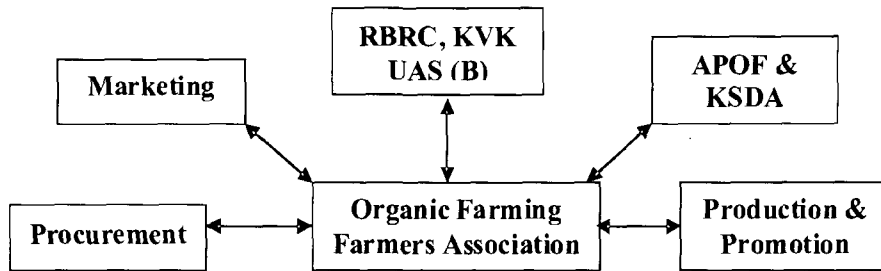 RBRC, KVK
UAS (B)
Marketing
APOF &
KSDA
Procurement
Organic Farming
Farmers Association
Production &
Promotion